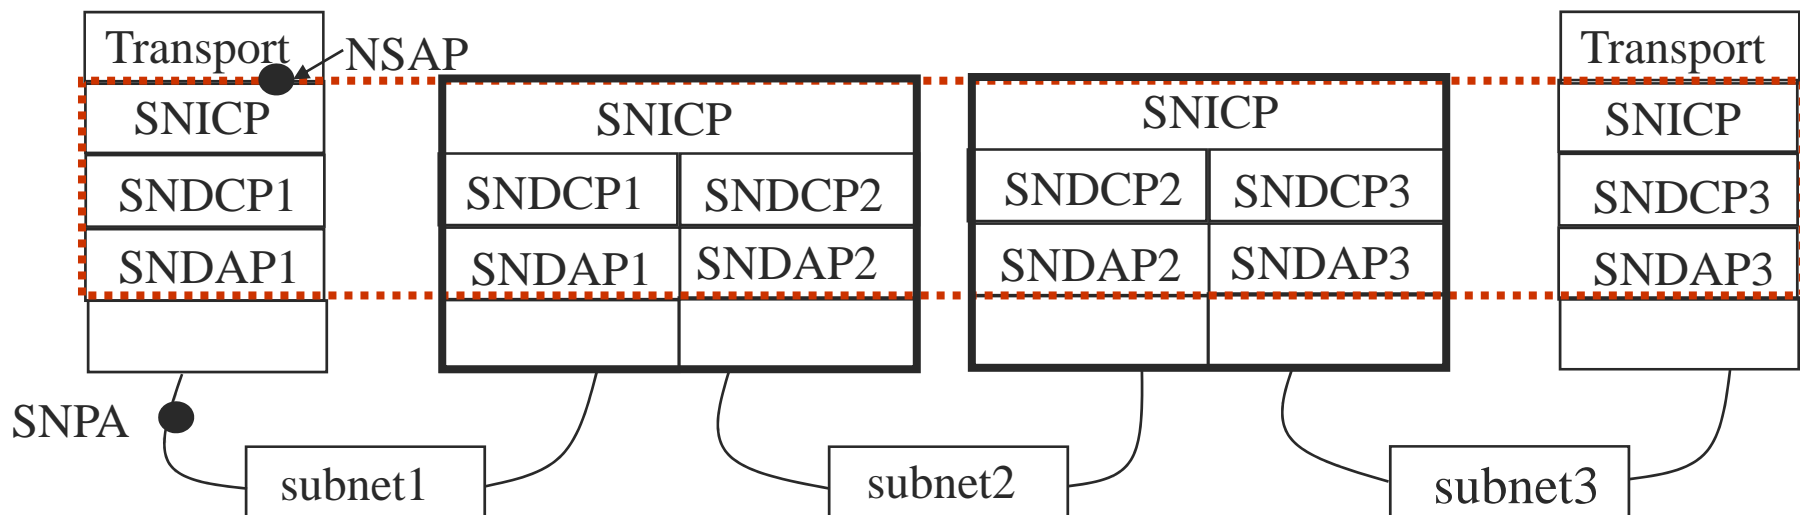 Transport
NSAP
Transport
SNICP
SNICP
SNICP
SNICP
SNDCP1
SNDCP1
SNDCP2
SNDCP2
SNDCP3
SNDCP3
SNDAP1
SNDAP1
SNDAP2
SNDAP2
SNDAP3
SNDAP3
SNPA
subnet1
subnet2
subnet3